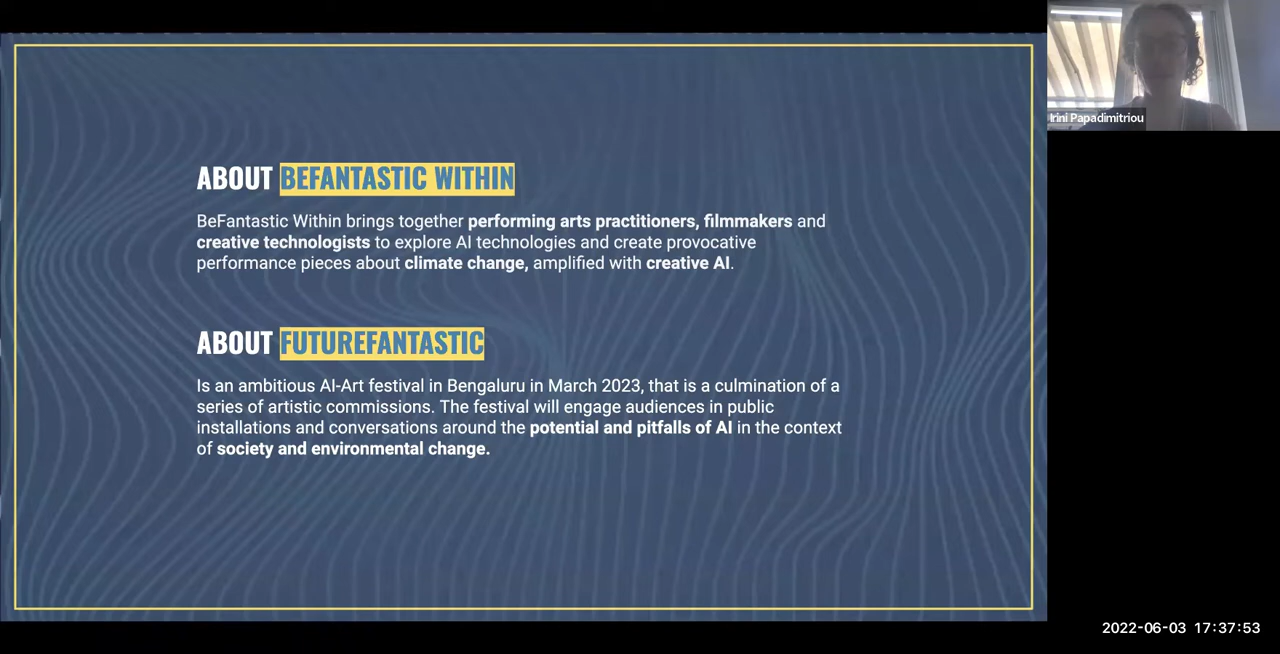 ABOUT BEFANTASTIC WITHIN
BeFantastic Within brings together performing arts practitioners, filmmakers and
creative technologists to explore AI technologies and create provocative
performance pieces about climate change, amplified with creative AI.
ABOUT FUTUREFANTASTIC
Is an ambitious AI-Art festival in Bengaluru in March 2023, that is a culmination of a
series of artistic commissions. The festival will engage audiences in public
installations and conversations around the potential and pitfalls of AI in the context
of society and environmental change.
Irini Papadimitriou
2022-06-03 17:37:53